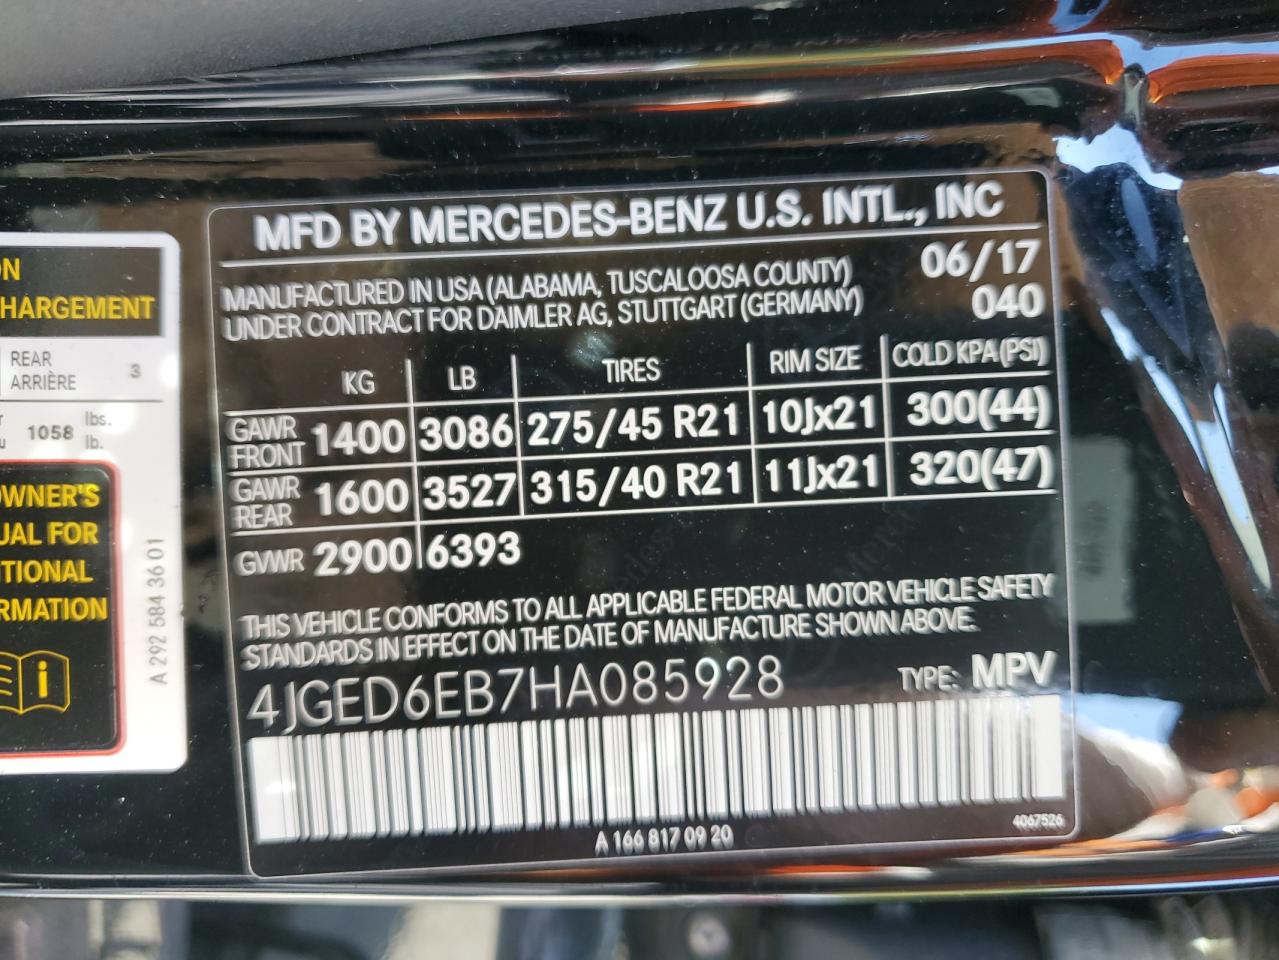 MFD BY MERCEDES-BENZ U.S. INTL., INC
MANUFACTURED IN USA (ALABAMA, TUSCALOOSA COUNTY) 06/17
UNDER CONTRACT FOR DAIMLER AG, STUTTGART (GERMANY) 040
KG LB TIRES RIM SIZE COLD KPA (PSI)
GAWR FRONT 1400 3086 275/45 R21 10Jx21 300(44)
GAWR REAR 1600 3527 315/40 R21 11Jx21 320(47)
GVWR 2900 6393
THIS VEHICLE CONFORMS TO ALL APPLICABLE FEDERAL MOTOR VEHICLE SAFETY
STANDARDS IN EFFECT ON THE DATE OF MANUFACTURE SHOWN ABOVE.
4JGED6EB7HA085928 TYPE: MPV
A 166 817 09 20
4067526
ON
HARGEMENT
REAR
ARRIÈRE 3
1058 lbs.
lb.
OWNER'S
UAL FOR
TIONAL
ORMATION
A 292 584 36 01